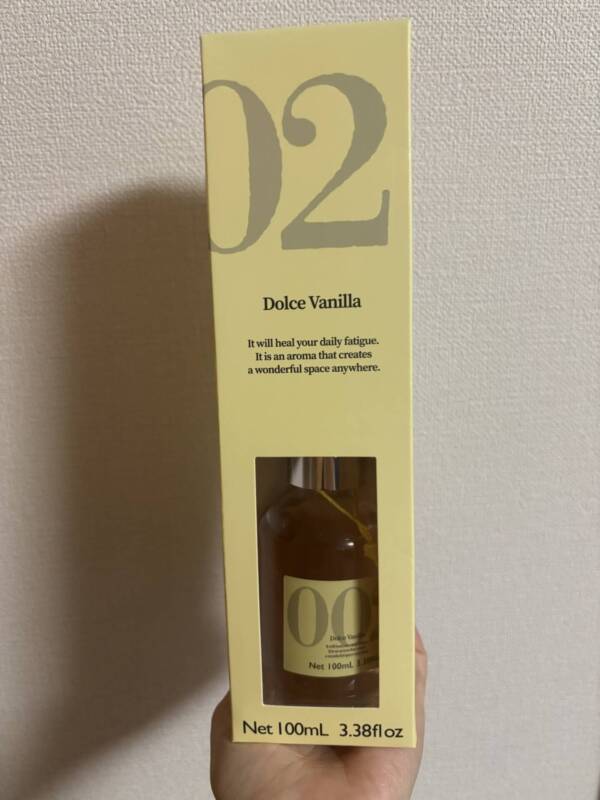 02
Dolce Vanilla
It will heal your daily fatigue.
It is an aroma that creates
a wonderful space anywhere.
00
Dolce Vanilla
Net 100mL
Net 100mL 3.38fl oz